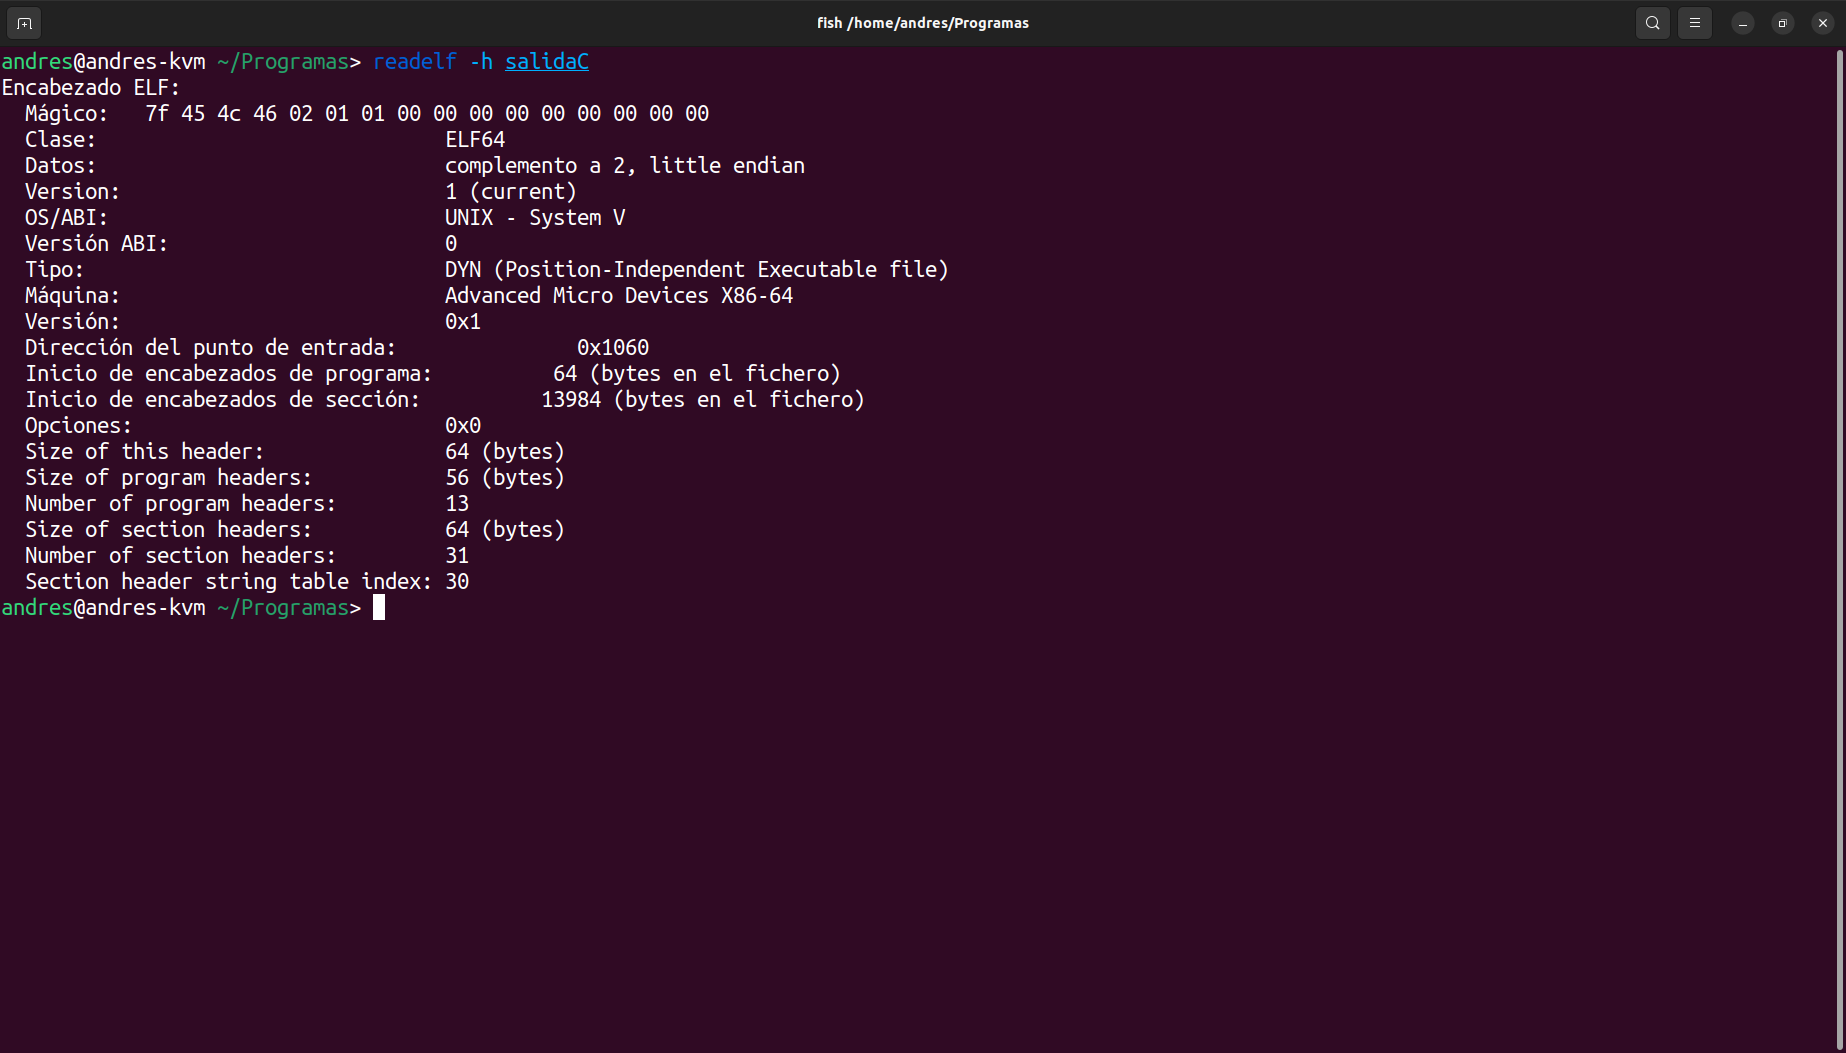 fish /home/andres/Programas
andres@andres-kvm ~/Programas> readelf -h salidaC
Encabezado ELF:
  Mágico:   7f 45 4c 46 02 01 01 00 00 00 00 00 00 00 00 00
  Clase:                             ELF64
  Datos:                             complemento a 2, little endian
  Version:                           1 (current)
  OS/ABI:                            UNIX - System V
  Versión ABI:                       0
  Tipo:                              DYN (Position-Independent Executable file)
  Máquina:                           Advanced Micro Devices X86-64
  Versión:                           0x1
  Dirección del punto de entrada:               0x1060
  Inicio de encabezados de programa:          64 (bytes en el fichero)
  Inicio de encabezados de sección:          13984 (bytes en el fichero)
  Opciones:                          0x0
  Size of this header:               64 (bytes)
  Size of program headers:           56 (bytes)
  Number of program headers:         13
  Size of section headers:           64 (bytes)
  Number of section headers:         31
  Section header string table index: 30
andres@andres-kvm ~/Programas>